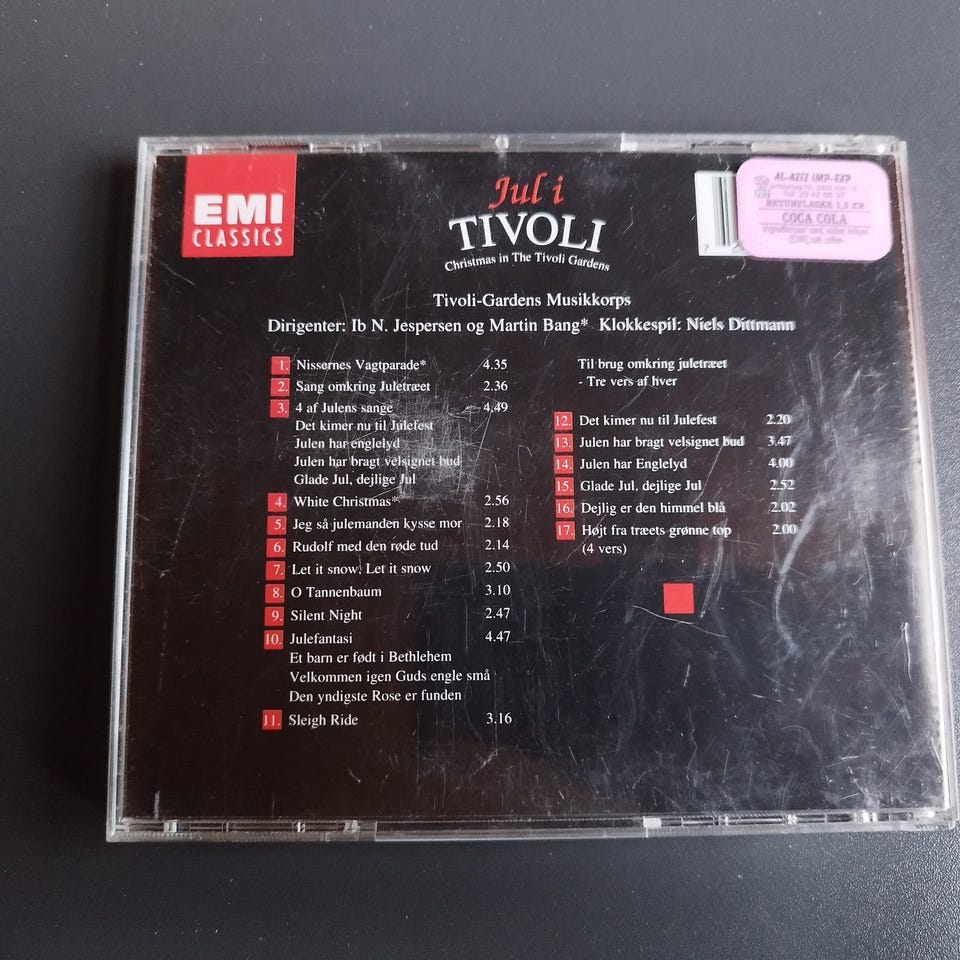 EMI
CLASSICS
Jul i
TIVOLI
Christmas in The Tivoli Gardens
AL-AZIZ IMP-EXP
RETURFLASKE 1,5 KR
COCA COLA
7
Tivoli-Gardens Musikkorps
Dirigenter: Ib N. Jespersen og Martin Bang* Klokkespil: Niels Dittmann
1. Nissernes Vagtparade* 4.35
2. Sang omkring Juletræet 2.36
3. 4 af Julens sange 4.49
Det kimer nu til Julefest
Julen har englelyd
Julen har bragt velsignet bud
Glade Jul, dejlige Jul
4. White Christmas* 2.56
5. Jeg så julemanden kysse mor 2.18
6. Rudolf med den røde tud 2.14
7. Let it snow, Let it snow 2.50
8. O Tannenbaum 3.10
9. Silent Night 2.47
10. Julefantasi 4.47
Et barn er født i Bethlehem
Velkommen igen Guds engle små
Den yndigste Rose er funden
11. Sleigh Ride 3.16
Til brug omkring juletræet
- Tre vers af hver
12. Det kimer nu til Julefest 2.20
13. Julen har bragt velsignet bud 3.47
14. Julen har Englelyd 4.00
15. Glade Jul, dejlige Jul 2.52
16. Dejlig er den himmel blå 2.02
17. Højt fra træets grønne top 2.00
(4 vers)